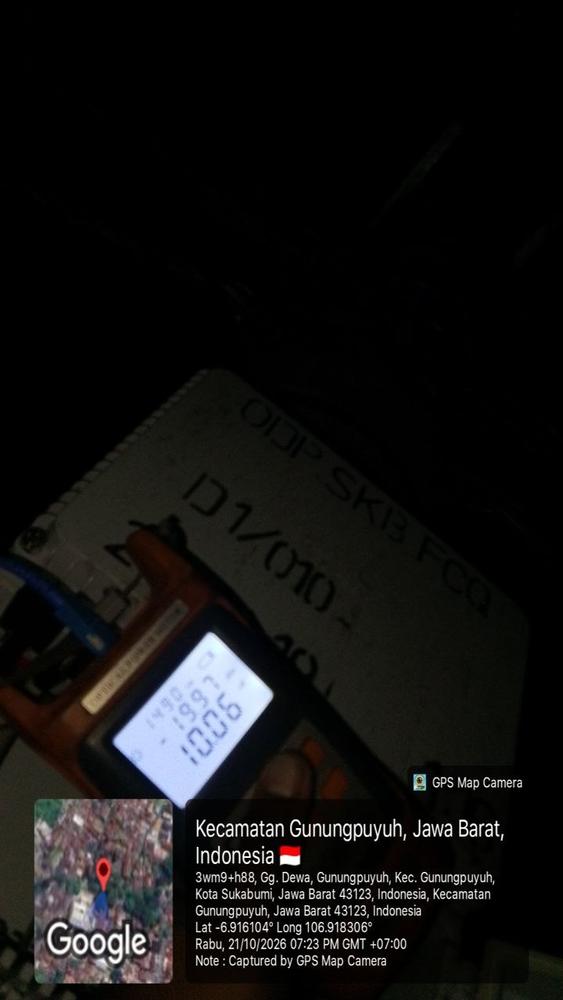 ODP SKB FCQ
D1/010 -
1490
- 19.97
10.06
GPS Map Camera
Kecamatan Gunungpuyuh, Jawa Barat,
Indonesia 🇮🇩
3wm9+h88, Gg. Dewa, Gunungpuyuh, Kec. Gunungpuyuh,
Kota Sukabumi, Jawa Barat 43123, Indonesia, Kecamatan
Gunungpuyuh, Jawa Barat 43123, Indonesia
Lat -6.916104° Long 106.918306°
Rabu, 21/10/2026 07:23 PM GMT +07:00
Note : Captured by GPS Map Camera
Google